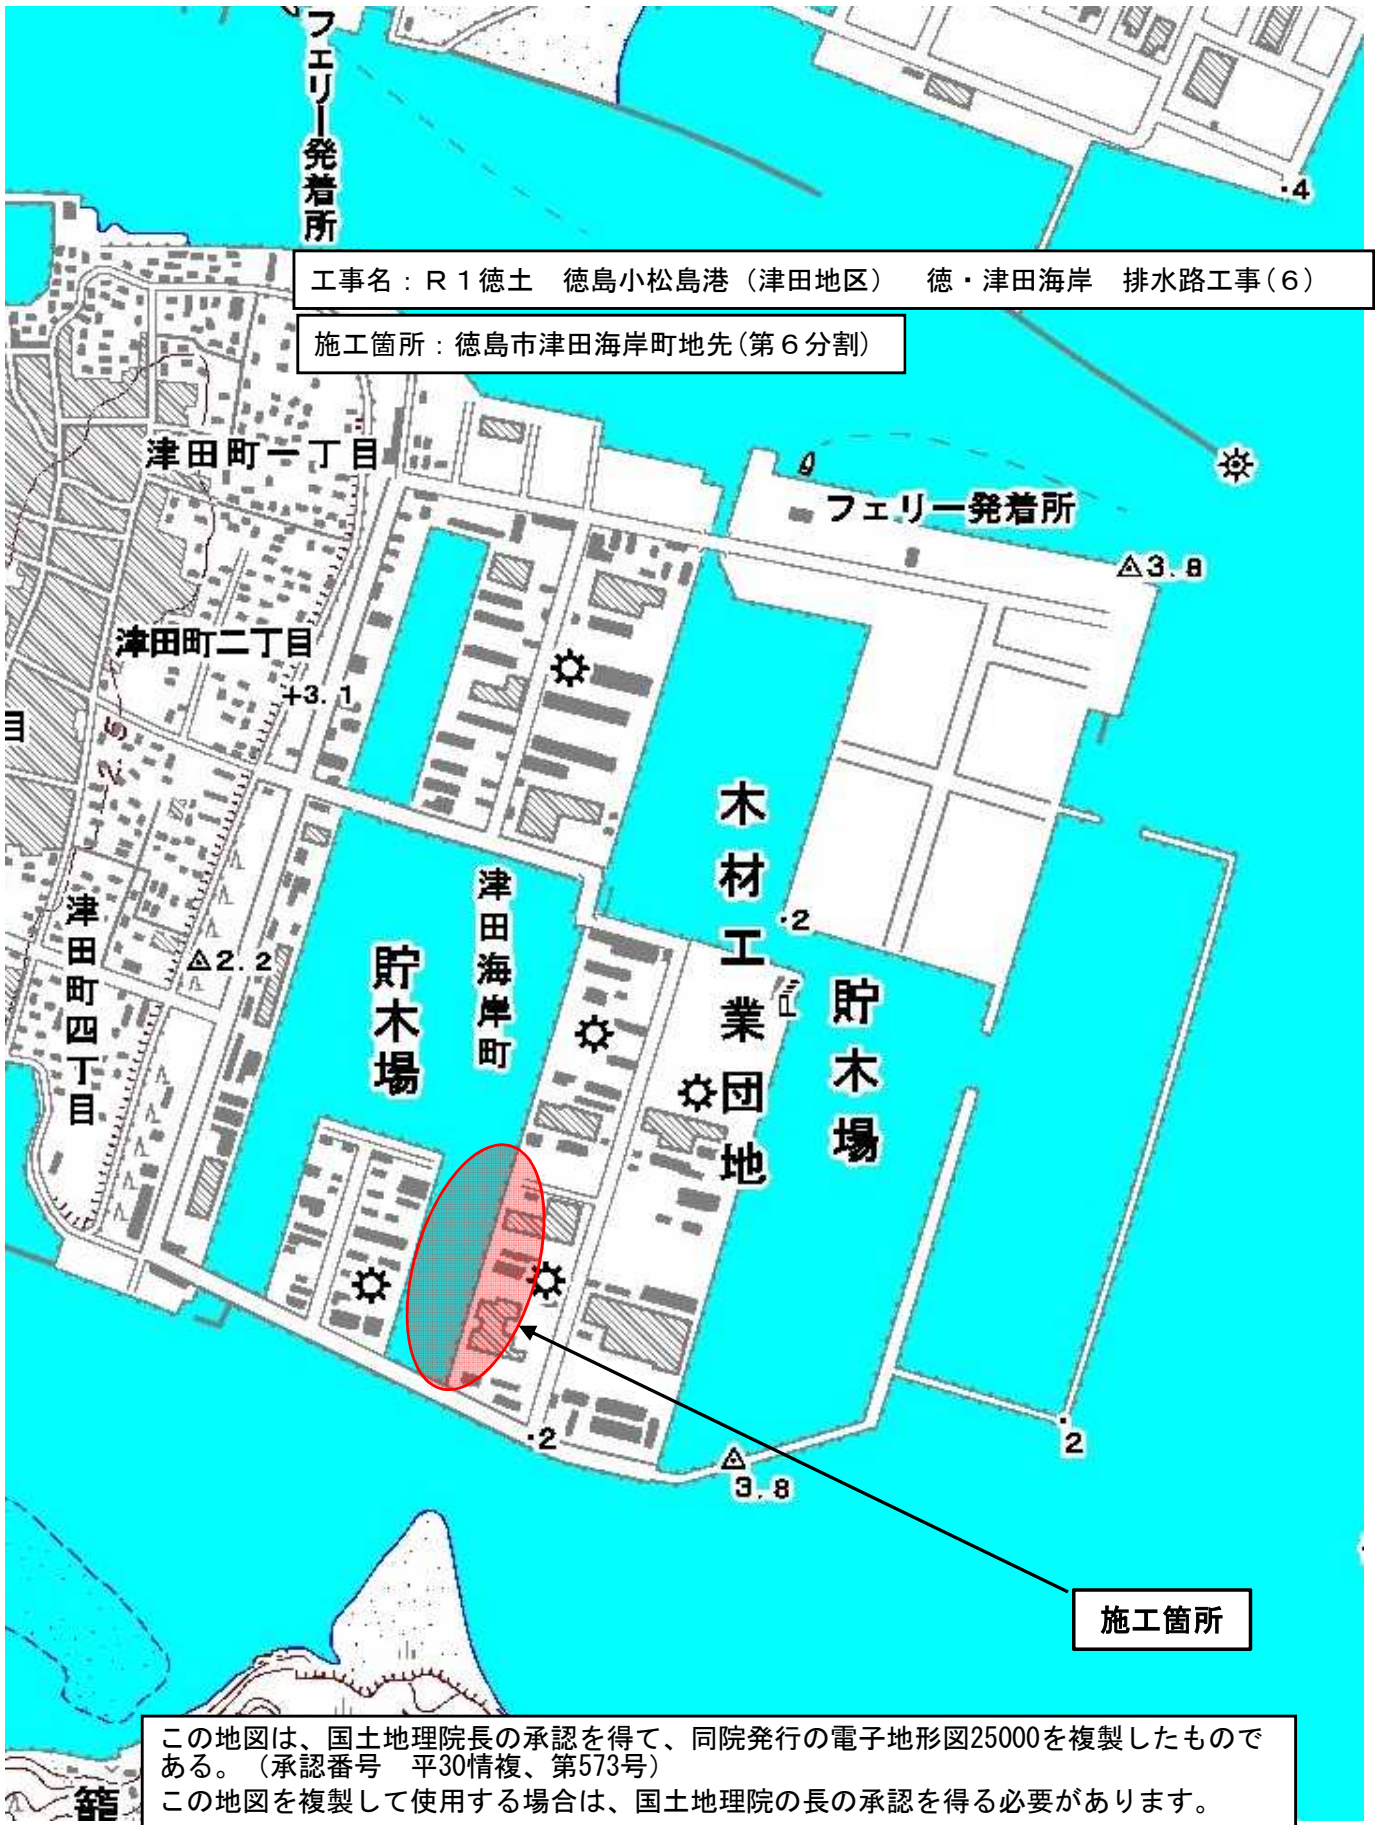 フェリー発着所
・4
工事名：Ｒ１徳土　徳島小松島港（津田地区）　徳・津田海岸　排水路工事(６)
施工箇所：徳島市津田海岸町地先(第６分割)
津田町一丁目
フェリー発着所
3.8
津田町二丁目
+3.1
目
2.5
木材工業団地
津田海岸町
・2
津田町四丁目
2.2
貯木場
貯木場
・2
2
3.8
施工箇所
この地図は、国土地理院長の承認を得て、同院発行の電子地形図25000を複製したもので
ある。（承認番号　平30情複、第573号）
この地図を複製して使用する場合は、国土地理院の長の承認を得る必要があります。
籠